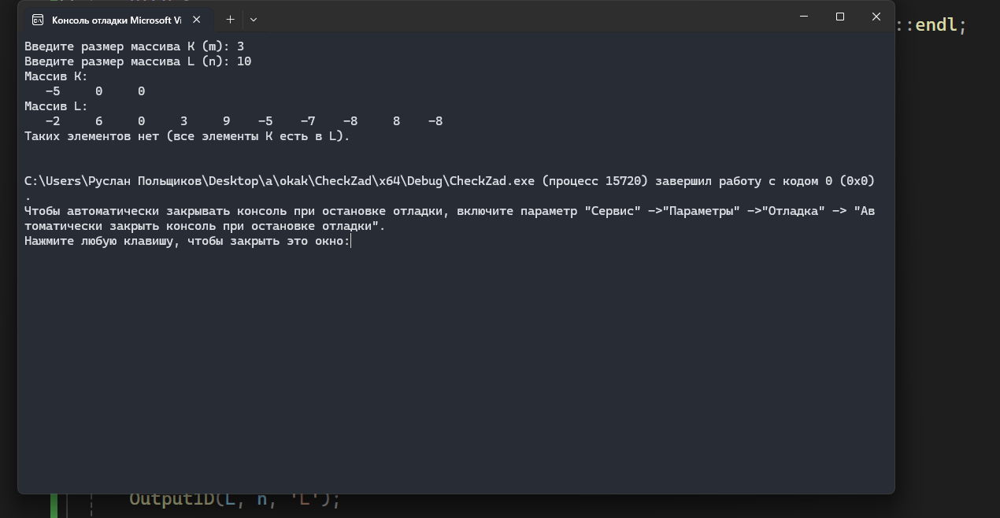 Консоль отладки Microsoft Vi
::endl;
Введите размер массива K (m): 3
Введите размер массива L (n): 10
Массив K:
-5 0 0
Массив L:
-2 6 0 3 9 -5 -7 -8 8 -8
Таких элементов нет (все элементы K есть в L).
C:\Users\Руслан Польщиков\Desktop\a\okak\CheckZad\x64\Debug\CheckZad.exe (процесс 15720) завершил работу с кодом 0 (0x0)
.
Чтобы автоматически закрывать консоль при остановке отладки, включите параметр "Сервис" ->"Параметры" ->"Отладка" -> "Ав
томатически закрыть консоль при остановке отладки".
Нажмите любую клавишу, чтобы закрыть это окно:
Output1D(L, n, 'L');